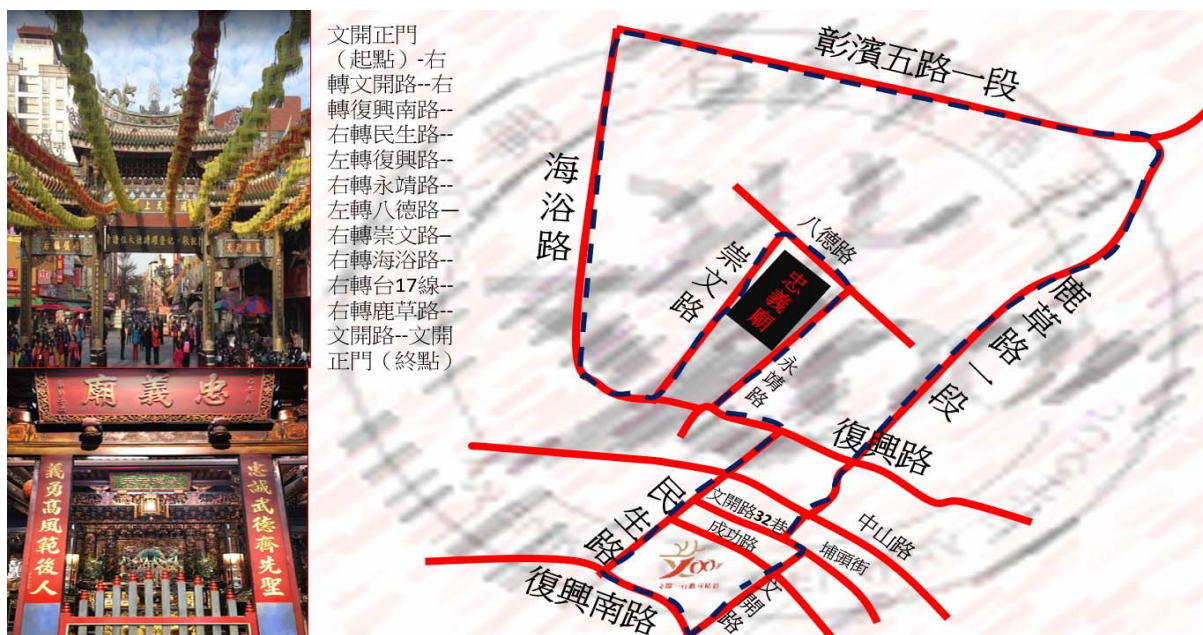 文開正門
（起點）-右
轉文開路--右
轉復興南路--
右轉民生路--
左轉復興路--
右轉永靖路--
左轉八德路—
右轉崇文路–
右轉海浴路--
右轉台17線--
右轉鹿草路--
文開路--文開
正門（終點）
彰濱五路一段
海浴路
八德路
崇文路
忠義廟
永靖路
鹿草路一段
復興路
民生路
文開路32巷
中山路
成功路
埔頭街
復興南路
文開路
廟義忠
忠誠武德齊先聖
義勇高風範後人